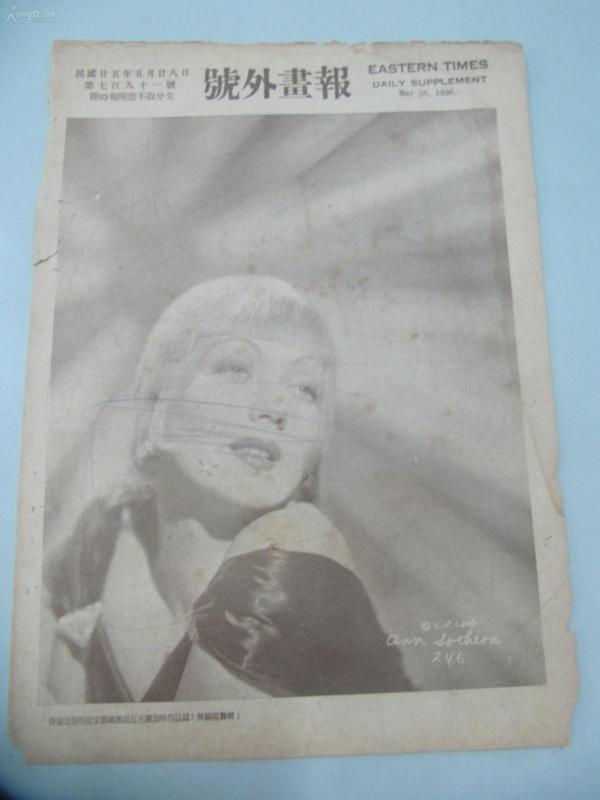 Kongfz.cn
民國廿五年五月廿八日
第七百九十一號
隨時報附送不取分文
號外畫報
EASTERN TIMES
DAILY SUPPLEMENT
May 28, 1936.
Ann Sothern
246